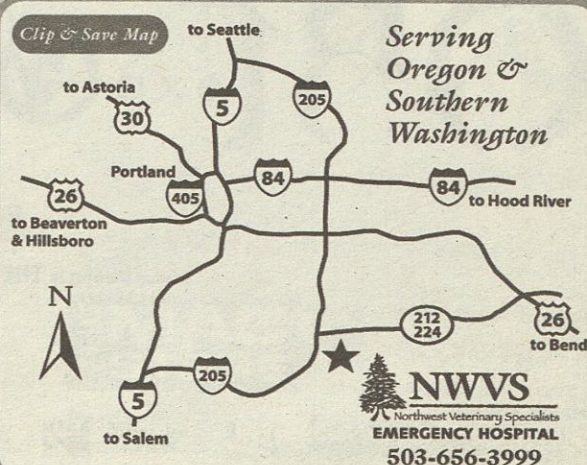 Clip & Save Map
to Seattle
Serving
Oregon &
Southern
Washington
to Astoria
30
5
205
Portland
405
84
84
to Hood River
26
to Beaverton
& Hillsboro
N
212
224
26
to Bend
205
5
to Salem
NWVS
Northwest Veterinary Specialists
EMERGENCY HOSPITAL
503-656-3999